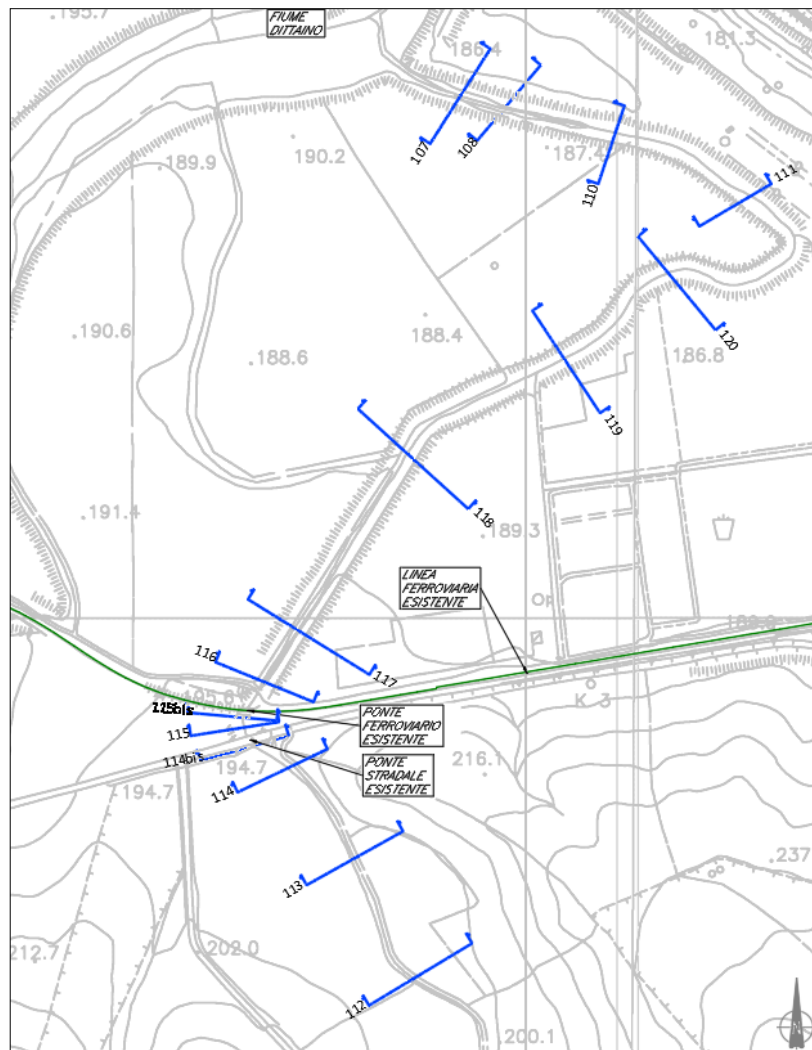 .195.7
FIUME
DITTAINO
186.4
181.3
107
108
187.4
190.2
.189.9
110
111
.190.6
188.4
.188.6
120
186.8
119
.191.4
118
.189.3
LINEA
FERROVIARIA
ESISTENTE
116
117
115
PONTE
FERROVIARIO
ESISTENTE
K 3
114bis
194.7
PONTE
STRADALE
ESISTENTE
216.1
194.7
114
113
.237
212.7
202.0
112
.200.1